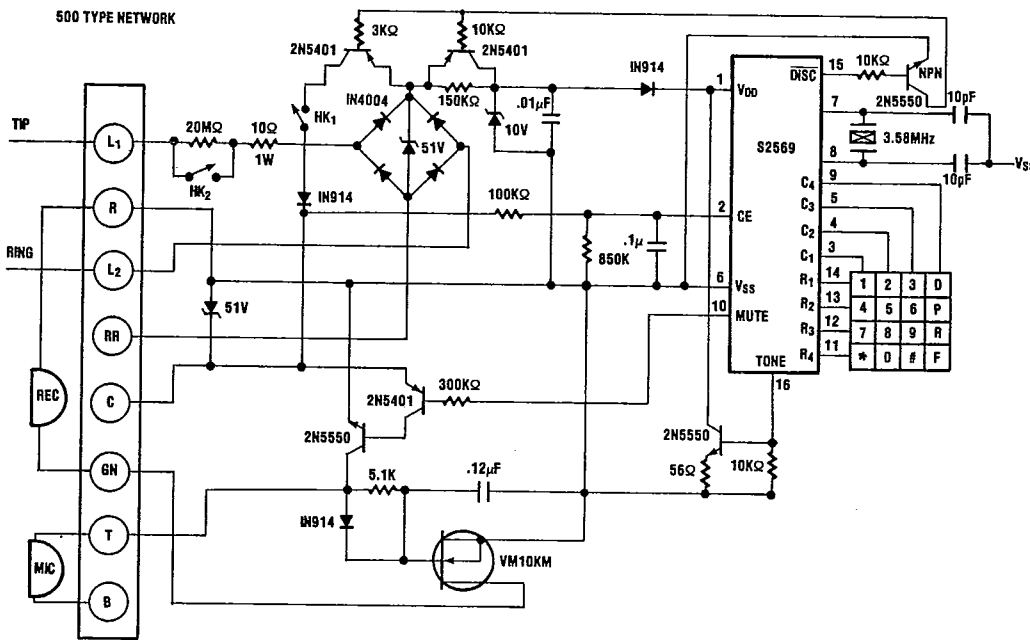 500 TYPE NETWORK
3KΩ
10KΩ
2N5401
2N5401
IN914
150KΩ
.01µF
10V
HK1
IN4004
51V
TIP
L1
20MΩ
10Ω
1W
HK2
IN914
100KΩ
850K
.1µ
R
RING
L2
51V
RR
C
REC
GN
T
MIC
B
2N5401
300KΩ
2N5550
5.1K
.12µF
IN914
VM10KM
2N5550
56Ω
10KΩ
S2569
1 VDD
2 CE
6 VSS
10 MUTE
TONE
16
DISC 15
10KΩ
NPN
2N5550
7
10pF
3.58MHz
8
10pF
VS
C4 9
C3 5
C2 4
C1 3
R1 14
R2 13
R3 12
R4 11
1 2 3 D
4 5 6 P
7 8 9 R
* 0 # F